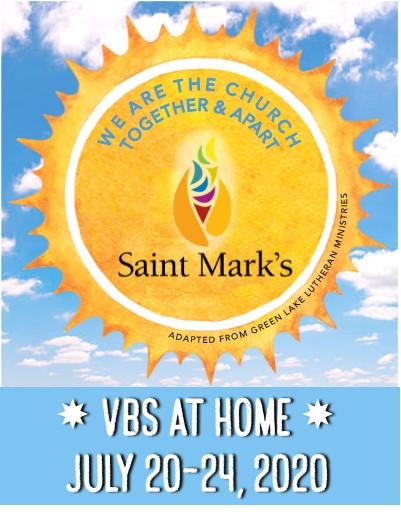 WE ARE THE CHURCH
TOGETHER & APART
Saint Mark's
ADAPTED FROM GREEN LAKE LUTHERAN MINISTRIES
VBS AT HOME
JULY 20-24, 2020